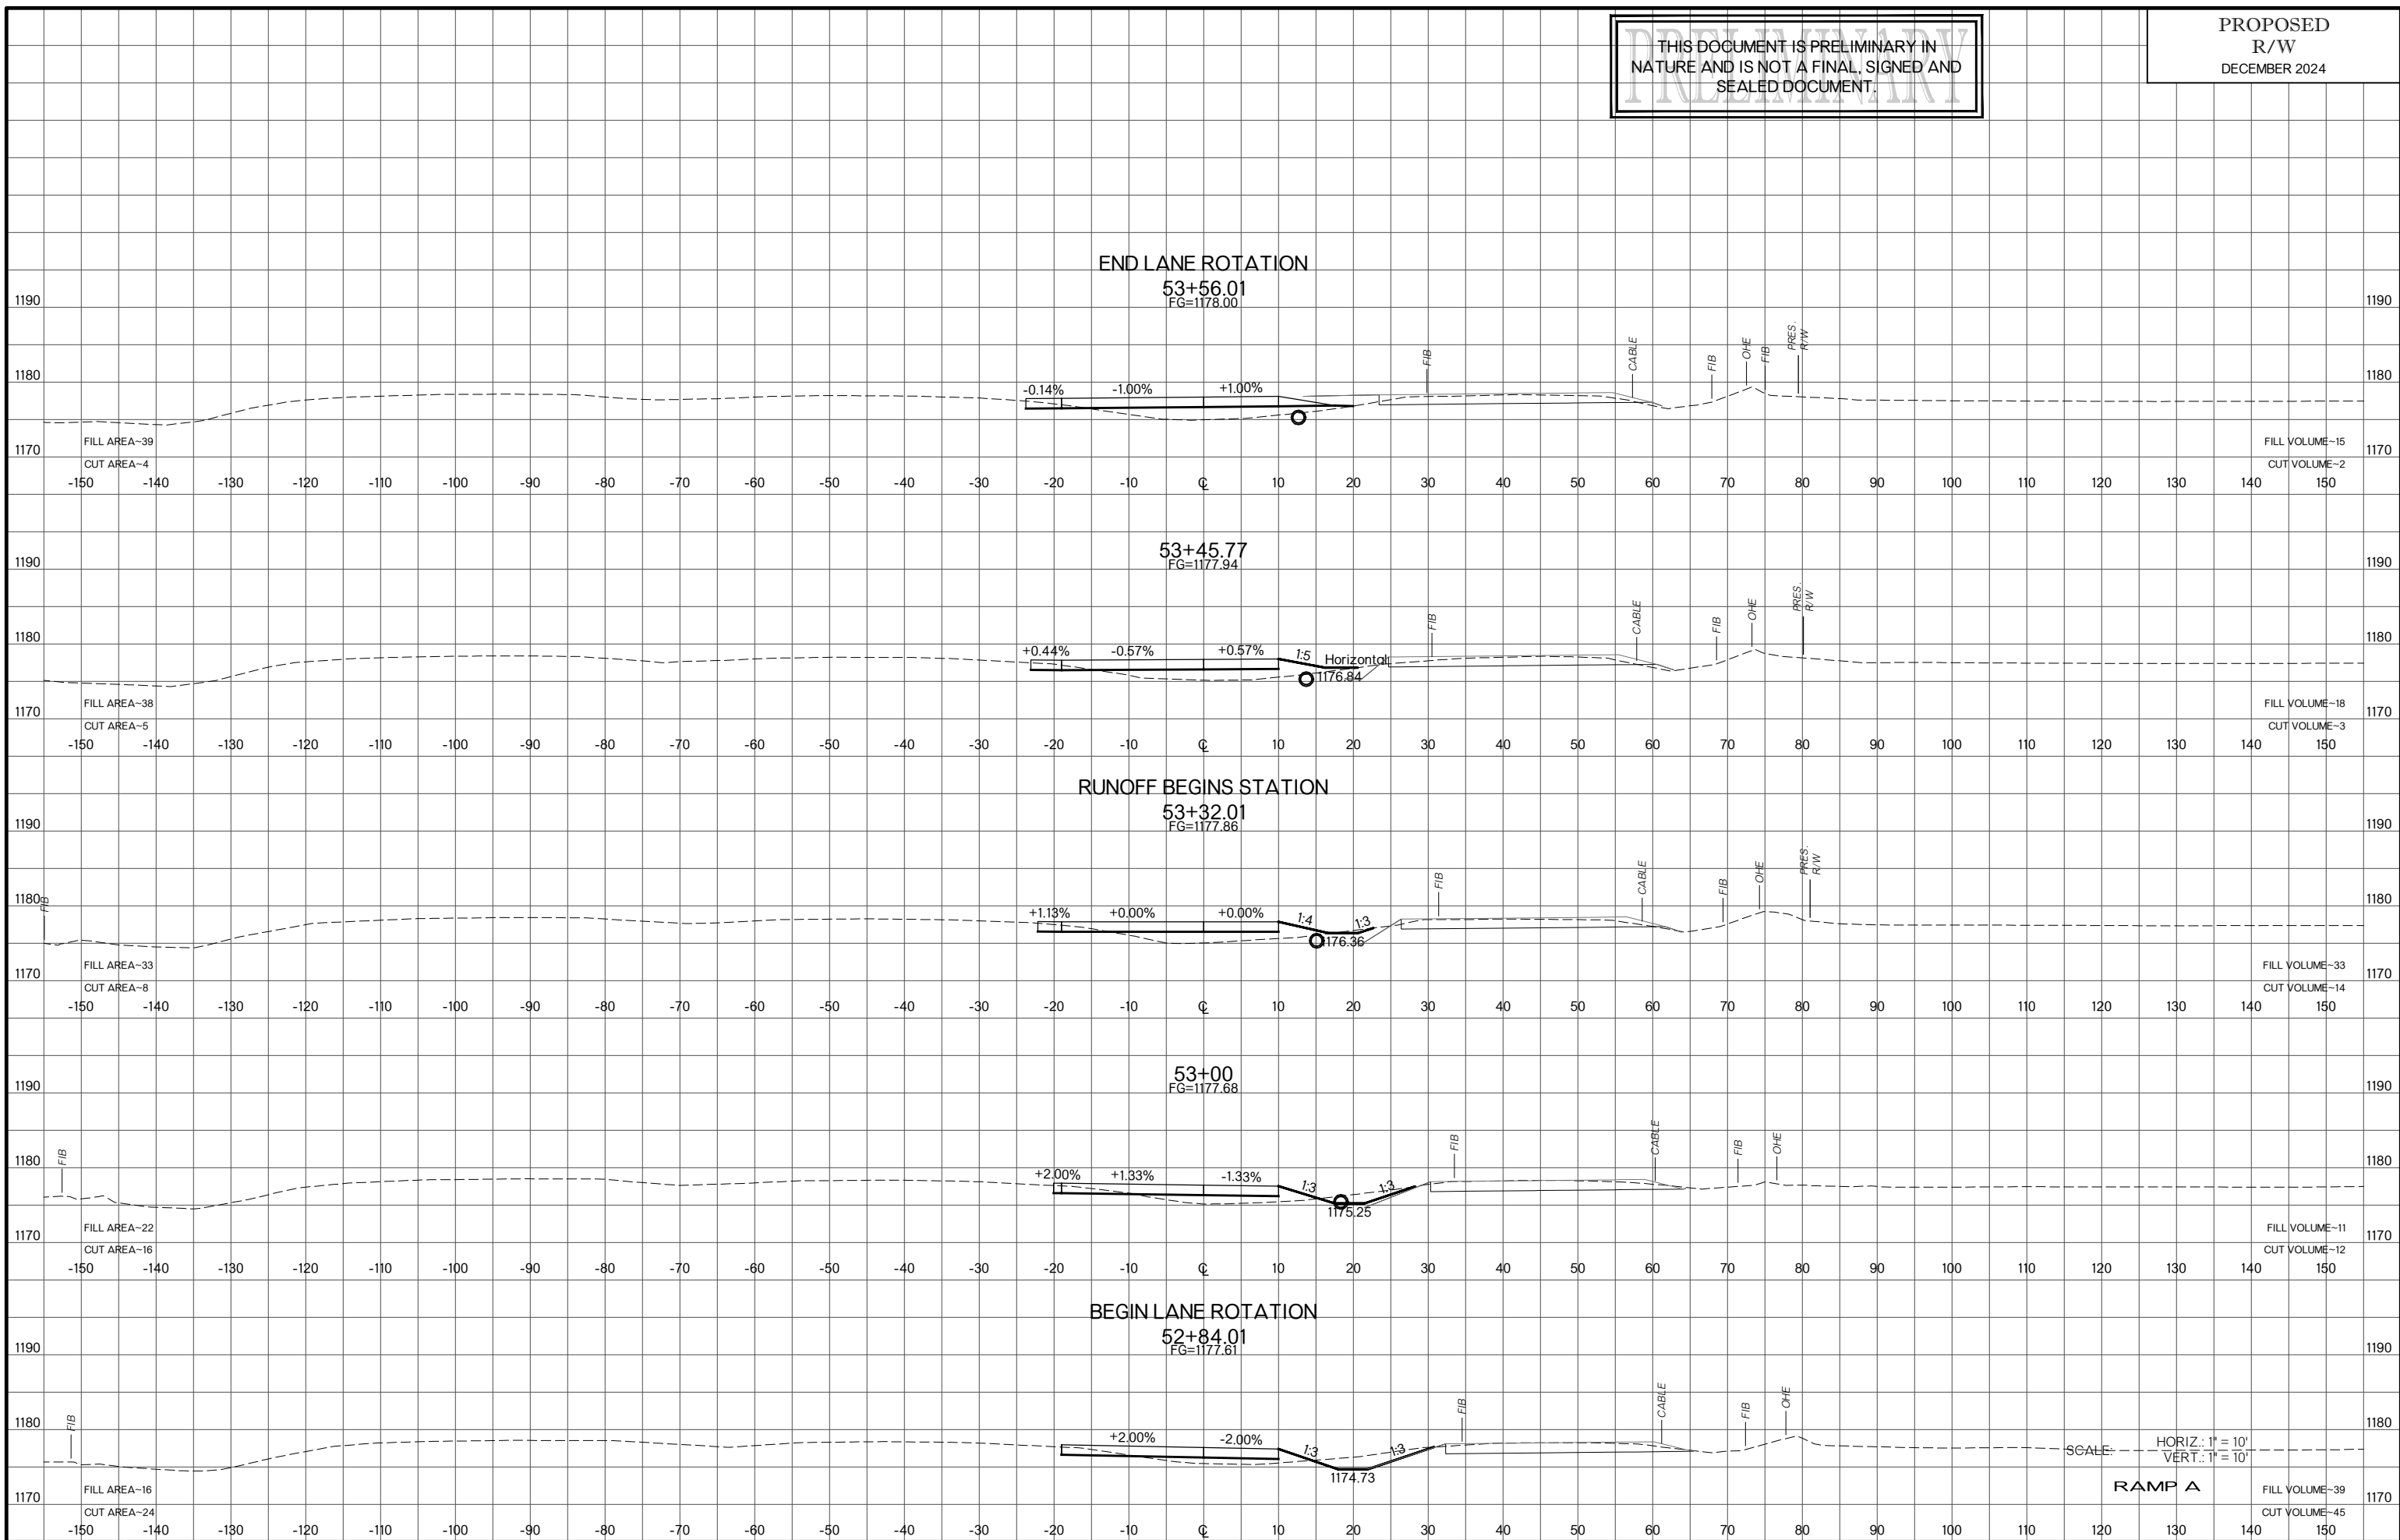 PRELIMINARY
THIS DOCUMENT IS PRELIMINARY IN
NATURE AND IS NOT A FINAL, SIGNED AND
SEALED DOCUMENT.
PROPOSED
R/W
DECEMBER 2024
END LANE ROTATION
53+56.01
FG=1178.00
1190 1190
FIB CABLE FIB OHE FIB PRES. R/W
1180 1180
-0.14% -1.00% +1.00%
FILL AREA~39 FILL VOLUME~15
1170 1170
CUT AREA~4 CUT VOLUME~2
-150 -140 -130 -120 -110 -100 -90 -80 -70 -60 -50 -40 -30 -20 -10 ℄ 10 20 30 40 50 60 70 80 90 100 110 120 130 140 150
53+45.77
FG=1177.94
1190 1190
FIB CABLE FIB OHE PRES. R/W
1180 1180
+0.44% -0.57% +0.57% 1:5 Horizontal
1176.84
FILL AREA~38 FILL VOLUME~18
1170 1170
CUT AREA~5 CUT VOLUME~3
-150 -140 -130 -120 -110 -100 -90 -80 -70 -60 -50 -40 -30 -20 -10 ℄ 10 20 30 40 50 60 70 80 90 100 110 120 130 140 150
RUNOFF BEGINS STATION
53+32.01
FG=1177.86
1190 1190
FIB FIB CABLE FIB OHE PRES. R/W
1180 1180
+1.13% +0.00% +0.00% 1:4 1:3
1176.36
FILL AREA~33 FILL VOLUME~33
1170 1170
CUT AREA~8 CUT VOLUME~14
-150 -140 -130 -120 -110 -100 -90 -80 -70 -60 -50 -40 -30 -20 -10 ℄ 10 20 30 40 50 60 70 80 90 100 110 120 130 140 150
53+00
FG=1177.68
1190 1190
FIB FIB CABLE FIB OHE
1180 1180
+2.00% +1.33% -1.33% 1:3 1:3
1175.25
FILL AREA~22 FILL VOLUME~11
1170 1170
CUT AREA~16 CUT VOLUME~12
-150 -140 -130 -120 -110 -100 -90 -80 -70 -60 -50 -40 -30 -20 -10 ℄ 10 20 30 40 50 60 70 80 90 100 110 120 130 140 150
BEGIN LANE ROTATION
52+84.01
FG=1177.61
1190 1190
FIB FIB CABLE FIB OHE
1180 1180
+2.00% -2.00% 1:3 1:3
1174.73
SCALE: HORIZ.: 1" = 10'
VERT.: 1" = 10'
RAMP A
FILL AREA~16 FILL VOLUME~39
1170 1170
CUT AREA~24 CUT VOLUME~45
-150 -140 -130 -120 -110 -100 -90 -80 -70 -60 -50 -40 -30 -20 -10 ℄ 10 20 30 40 50 60 70 80 90 100 110 120 130 140 150